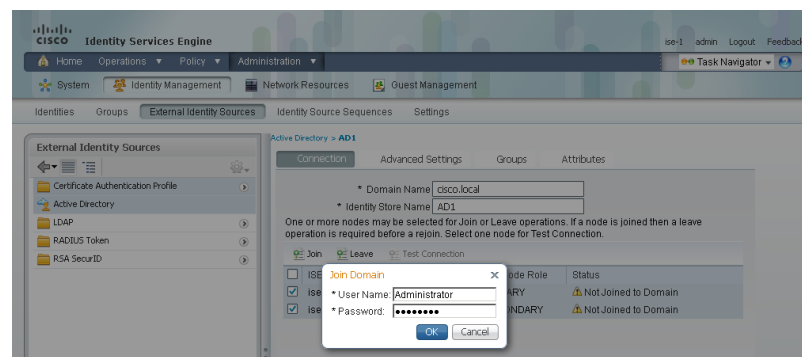 CISCO Identity Services Engine
ise-1 admin Logout Feedback
Home Operations ▼ Policy ▼ Administration ▼
Task Navigator
System Identity Management Network Resources Guest Management
Identities Groups External Identity Sources Identity Source Sequences Settings
External Identity Sources
Certificate Authentication Profile
Active Directory
LDAP
RADIUS Token
RSA SecurID
Active Directory > AD1
Connection Advanced Settings Groups Attributes
* Domain Name cisco.local
* Identity Store Name AD1
One or more nodes may be selected for Join or Leave operations. If a node is joined then a leave
operation is required before a rejoin. Select one node for Test Connection.
Join Leave Test Connection
ISE ode Role Status
ise ARY Not Joined to Domain
ise ONDARY Not Joined to Domain
Join Domain
* User Name: Administrator
* Password: ••••••••
OK Cancel